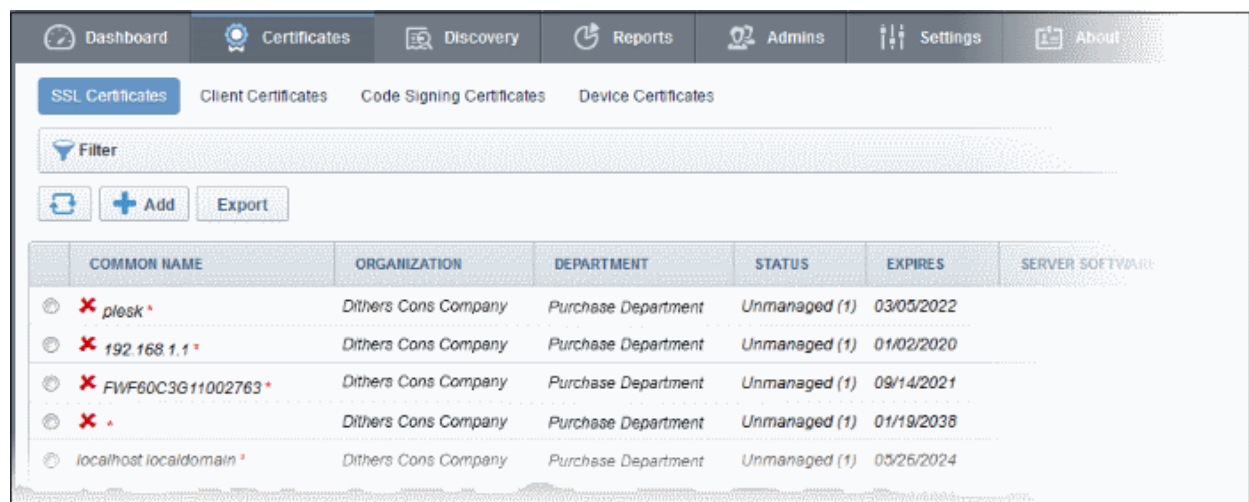 Dashboard Certificates Discovery Reports Admins Settings About
SSL Certificates Client Certificates Code Signing Certificates Device Certificates
Filter
Add Export
COMMON NAME ORGANIZATION DEPARTMENT STATUS EXPIRES SERVER SOFTWARE
plesk * Dithers Cons Company Purchase Department Unmanaged (1) 03/05/2022
192.168.1.1 * Dithers Cons Company Purchase Department Unmanaged (1) 01/02/2020
FWF60C3G11002763 * Dithers Cons Company Purchase Department Unmanaged (1) 09/14/2021
* Dithers Cons Company Purchase Department Unmanaged (1) 01/19/2038
localhost.localdomain * Dithers Cons Company Purchase Department Unmanaged (1) 05/26/2024